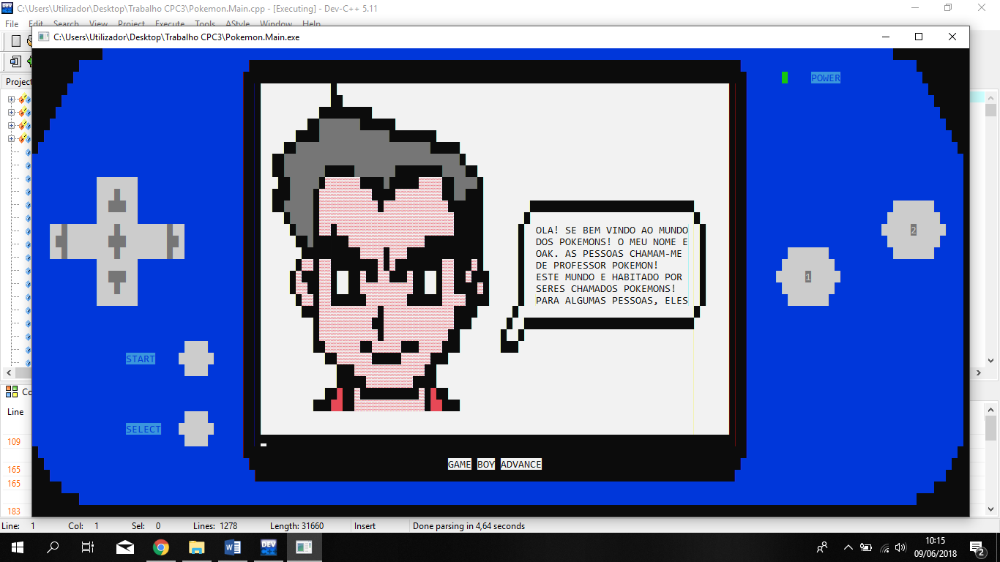 C:\Users\Utilizador\Desktop\Trabalho CPC3\Pokemon.Main.cpp - [Executing] - Dev-C++ 5.11
File Edit Search View Project Execute Tools AStyle Window Help
C:\Users\Utilizador\Desktop\Trabalho CPC3\Pokemon.Main.exe
Project
POWER
OLA! SE BEM VINDO AO MUNDO
DOS POKEMONS! O MEU NOME E
OAK. AS PESSOAS CHAMAM-ME
DE PROFESSOR POKEMON!
ESTE MUNDO E HABITADO POR
SERES CHAMADOS POKEMONS!
PARA ALGUMAS PESSOAS, ELES
2
1
START
SELECT
GAME BOY ADVANCE
Co
Line
109
165
165
183
Line: 1 Col: 1 Sel: 0 Lines: 1278 Length: 31660 Insert Done parsing in 4,64 seconds
DEV
10:15
09/06/2018
2